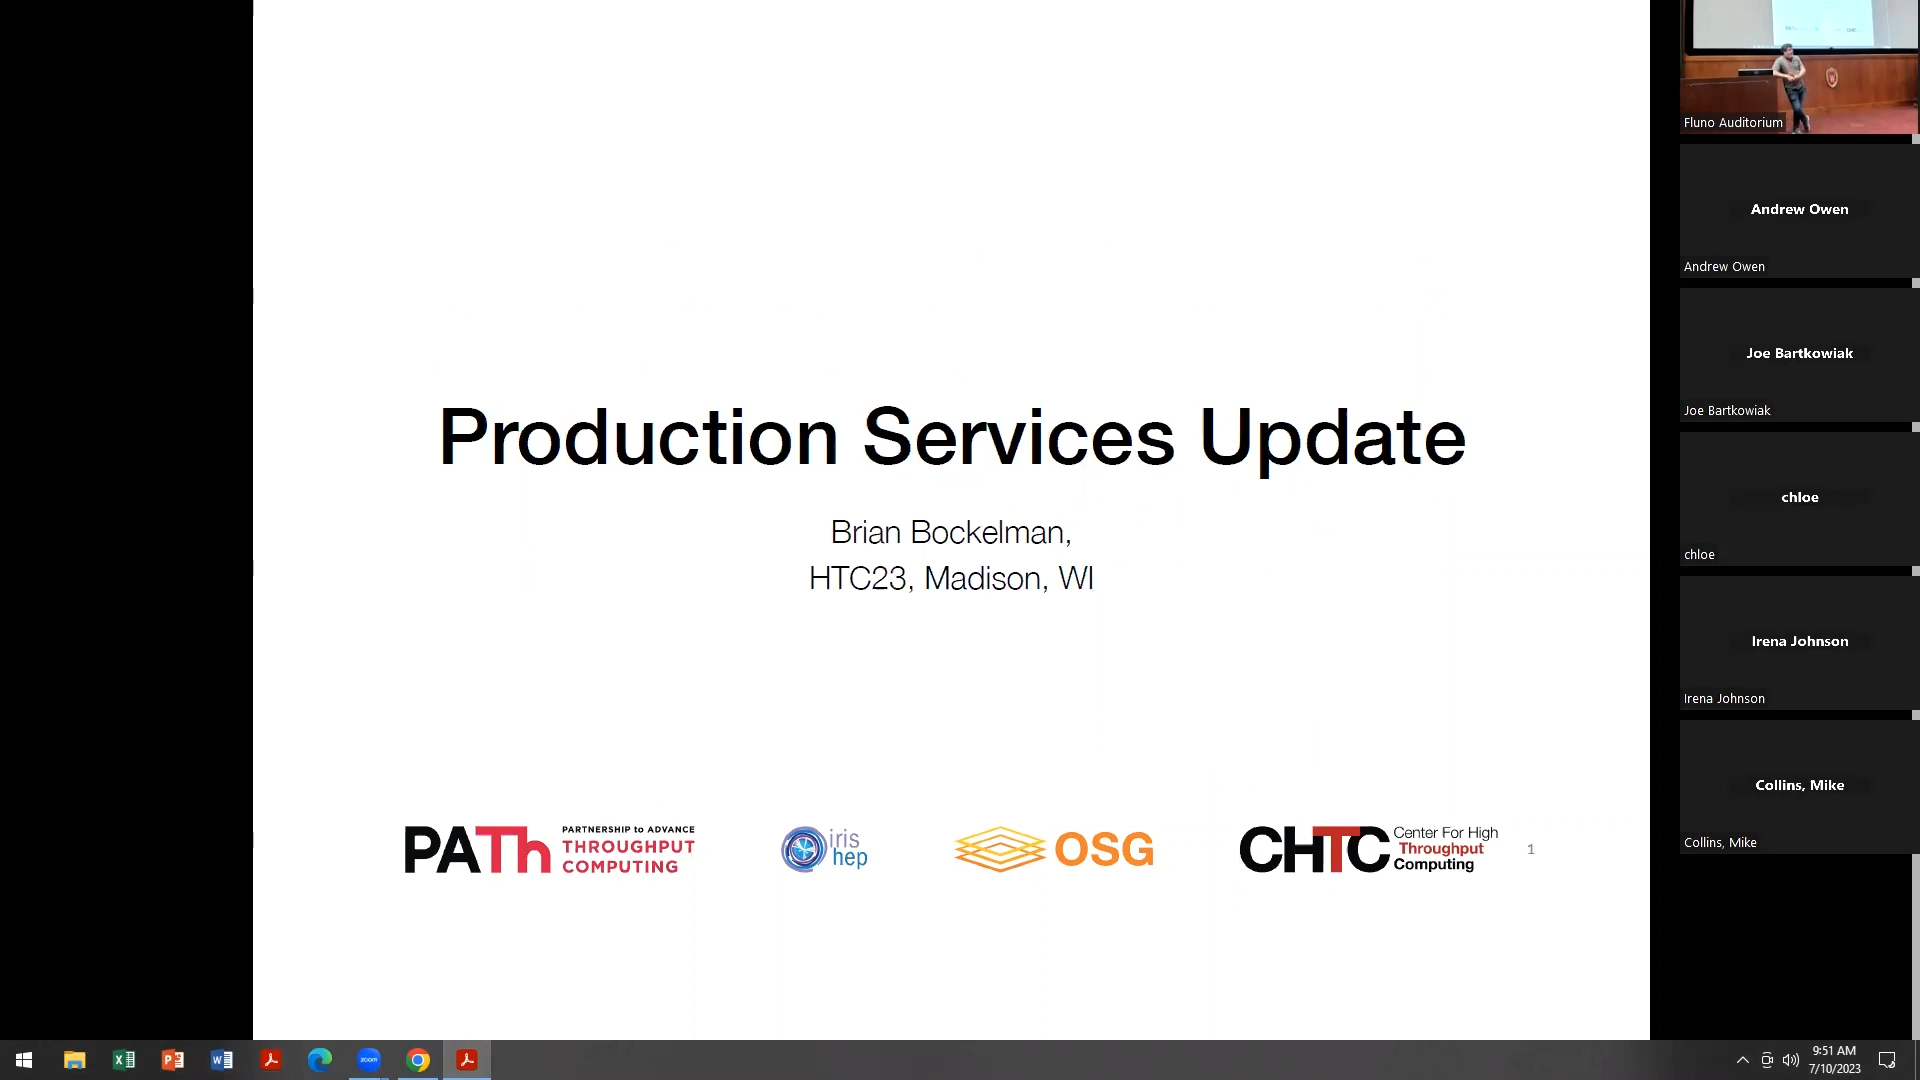 Production Services Update
Brian Bockelman,
HTC23, Madison, WI
PATh
PARTNERSHIP to ADVANCE
THROUGHPUT
COMPUTING
iris
hep
OSG
CHTC
Center For High
Throughput
Computing
1
Fluno Auditorium
Andrew Owen
Andrew Owen
Joe Bartkowiak
Joe Bartkowiak
chloe
chloe
Irena Johnson
Irena Johnson
Collins, Mike
Collins, Mike
zoom
9:51 AM
7/10/2023